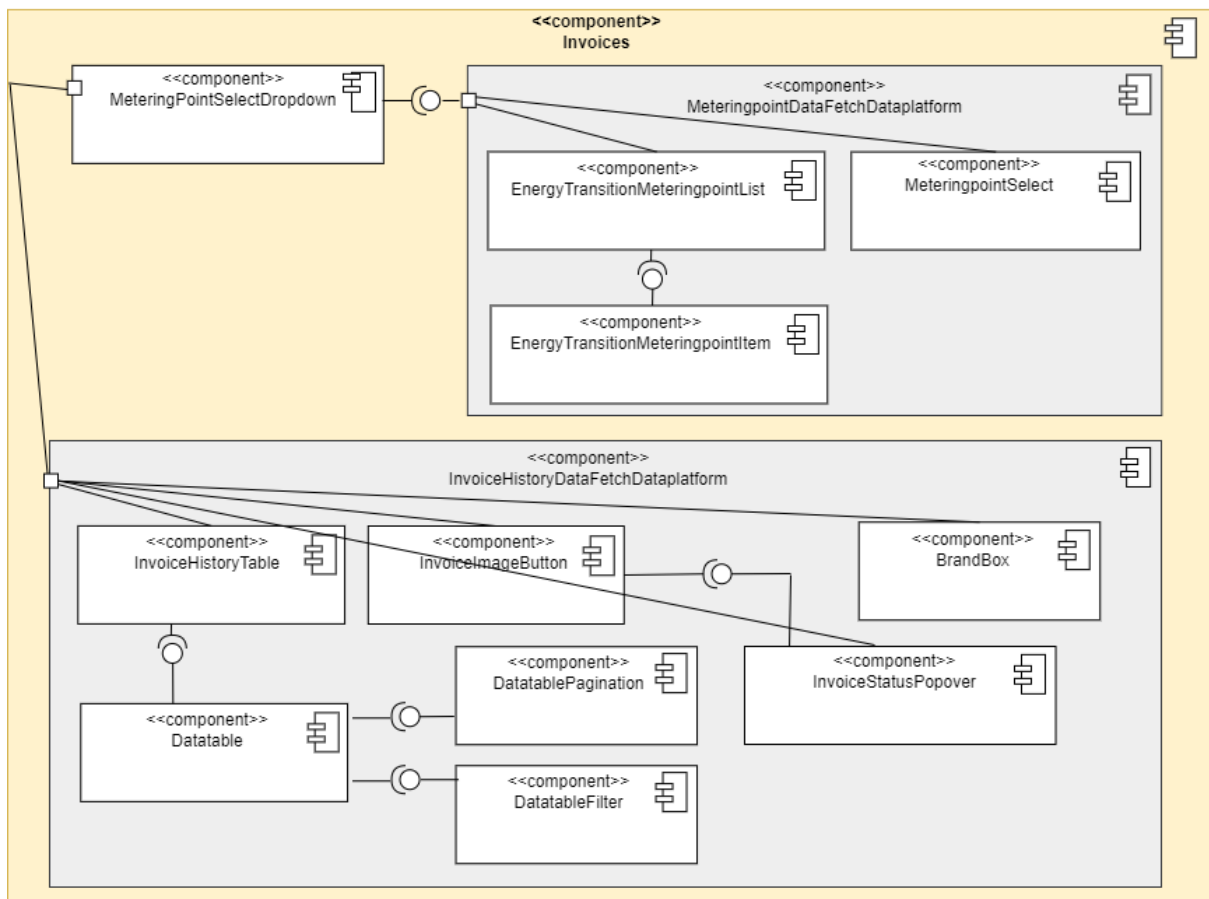 <<component>>
Invoices
<<component>>
MeteringPointSelectDropdown
<<component>>
MeteringpointDataFetchDataplatform
<<component>>
EnergyTransitionMeteringpointList
<<component>>
MeteringpointSelect
<<component>>
EnergyTransitionMeteringpointItem
<<component>>
InvoiceHistoryDataFetchDataplatform
<<component>>
InvoiceHistoryTable
<<component>>
InvoiceImageButton
<<component>>
BrandBox
<<component>>
DatatablePagination
<<component>>
InvoiceStatusPopover
<<component>>
Datatable
<<component>>
DatatableFilter